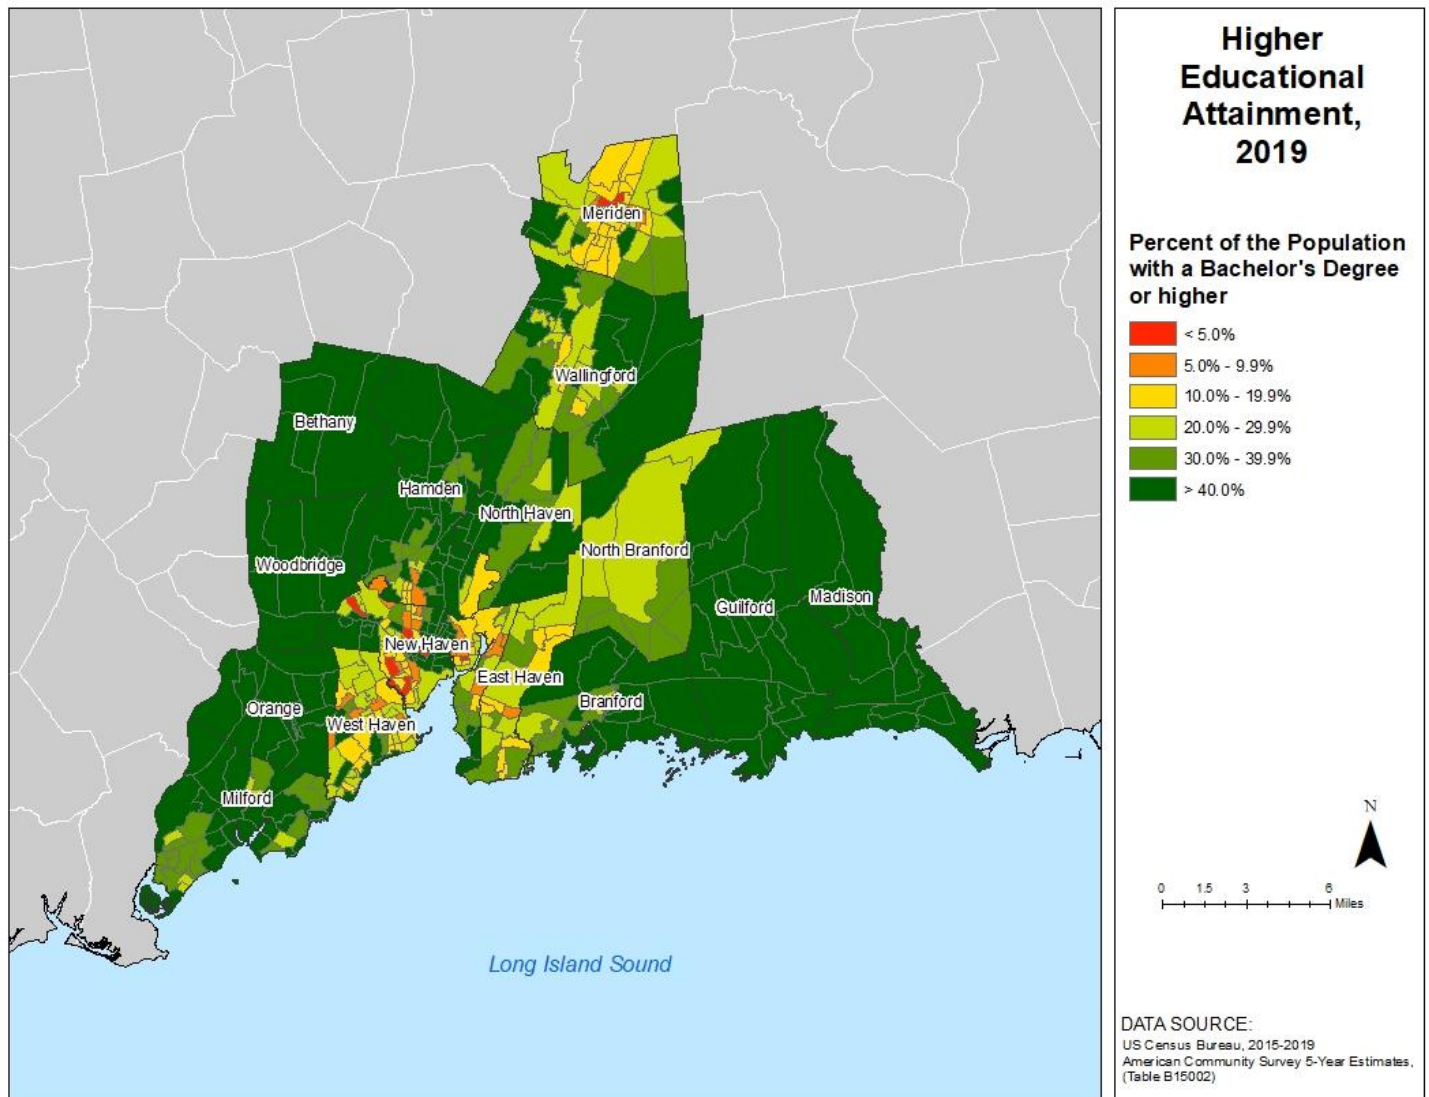 Higher
Educational
Attainment,
2019
Percent of the Population
with a Bachelor's Degree
or higher
< 5.0%
5.0% - 9.9%
10.0% - 19.9%
20.0% - 29.9%
30.0% - 39.9%
> 40.0%
Meriden
Wallingford
Bethany
Hamden
North Haven
North Branford
Woodbridge
Guilford
Madison
New Haven
East Haven
Branford
Orange
West Haven
Milford
Long Island Sound
N
0 1.5 3 6
Miles
DATA SOURCE:
US Census Bureau, 2015-2019
American Community Survey 5-Year Estimates,
(Table B15002)